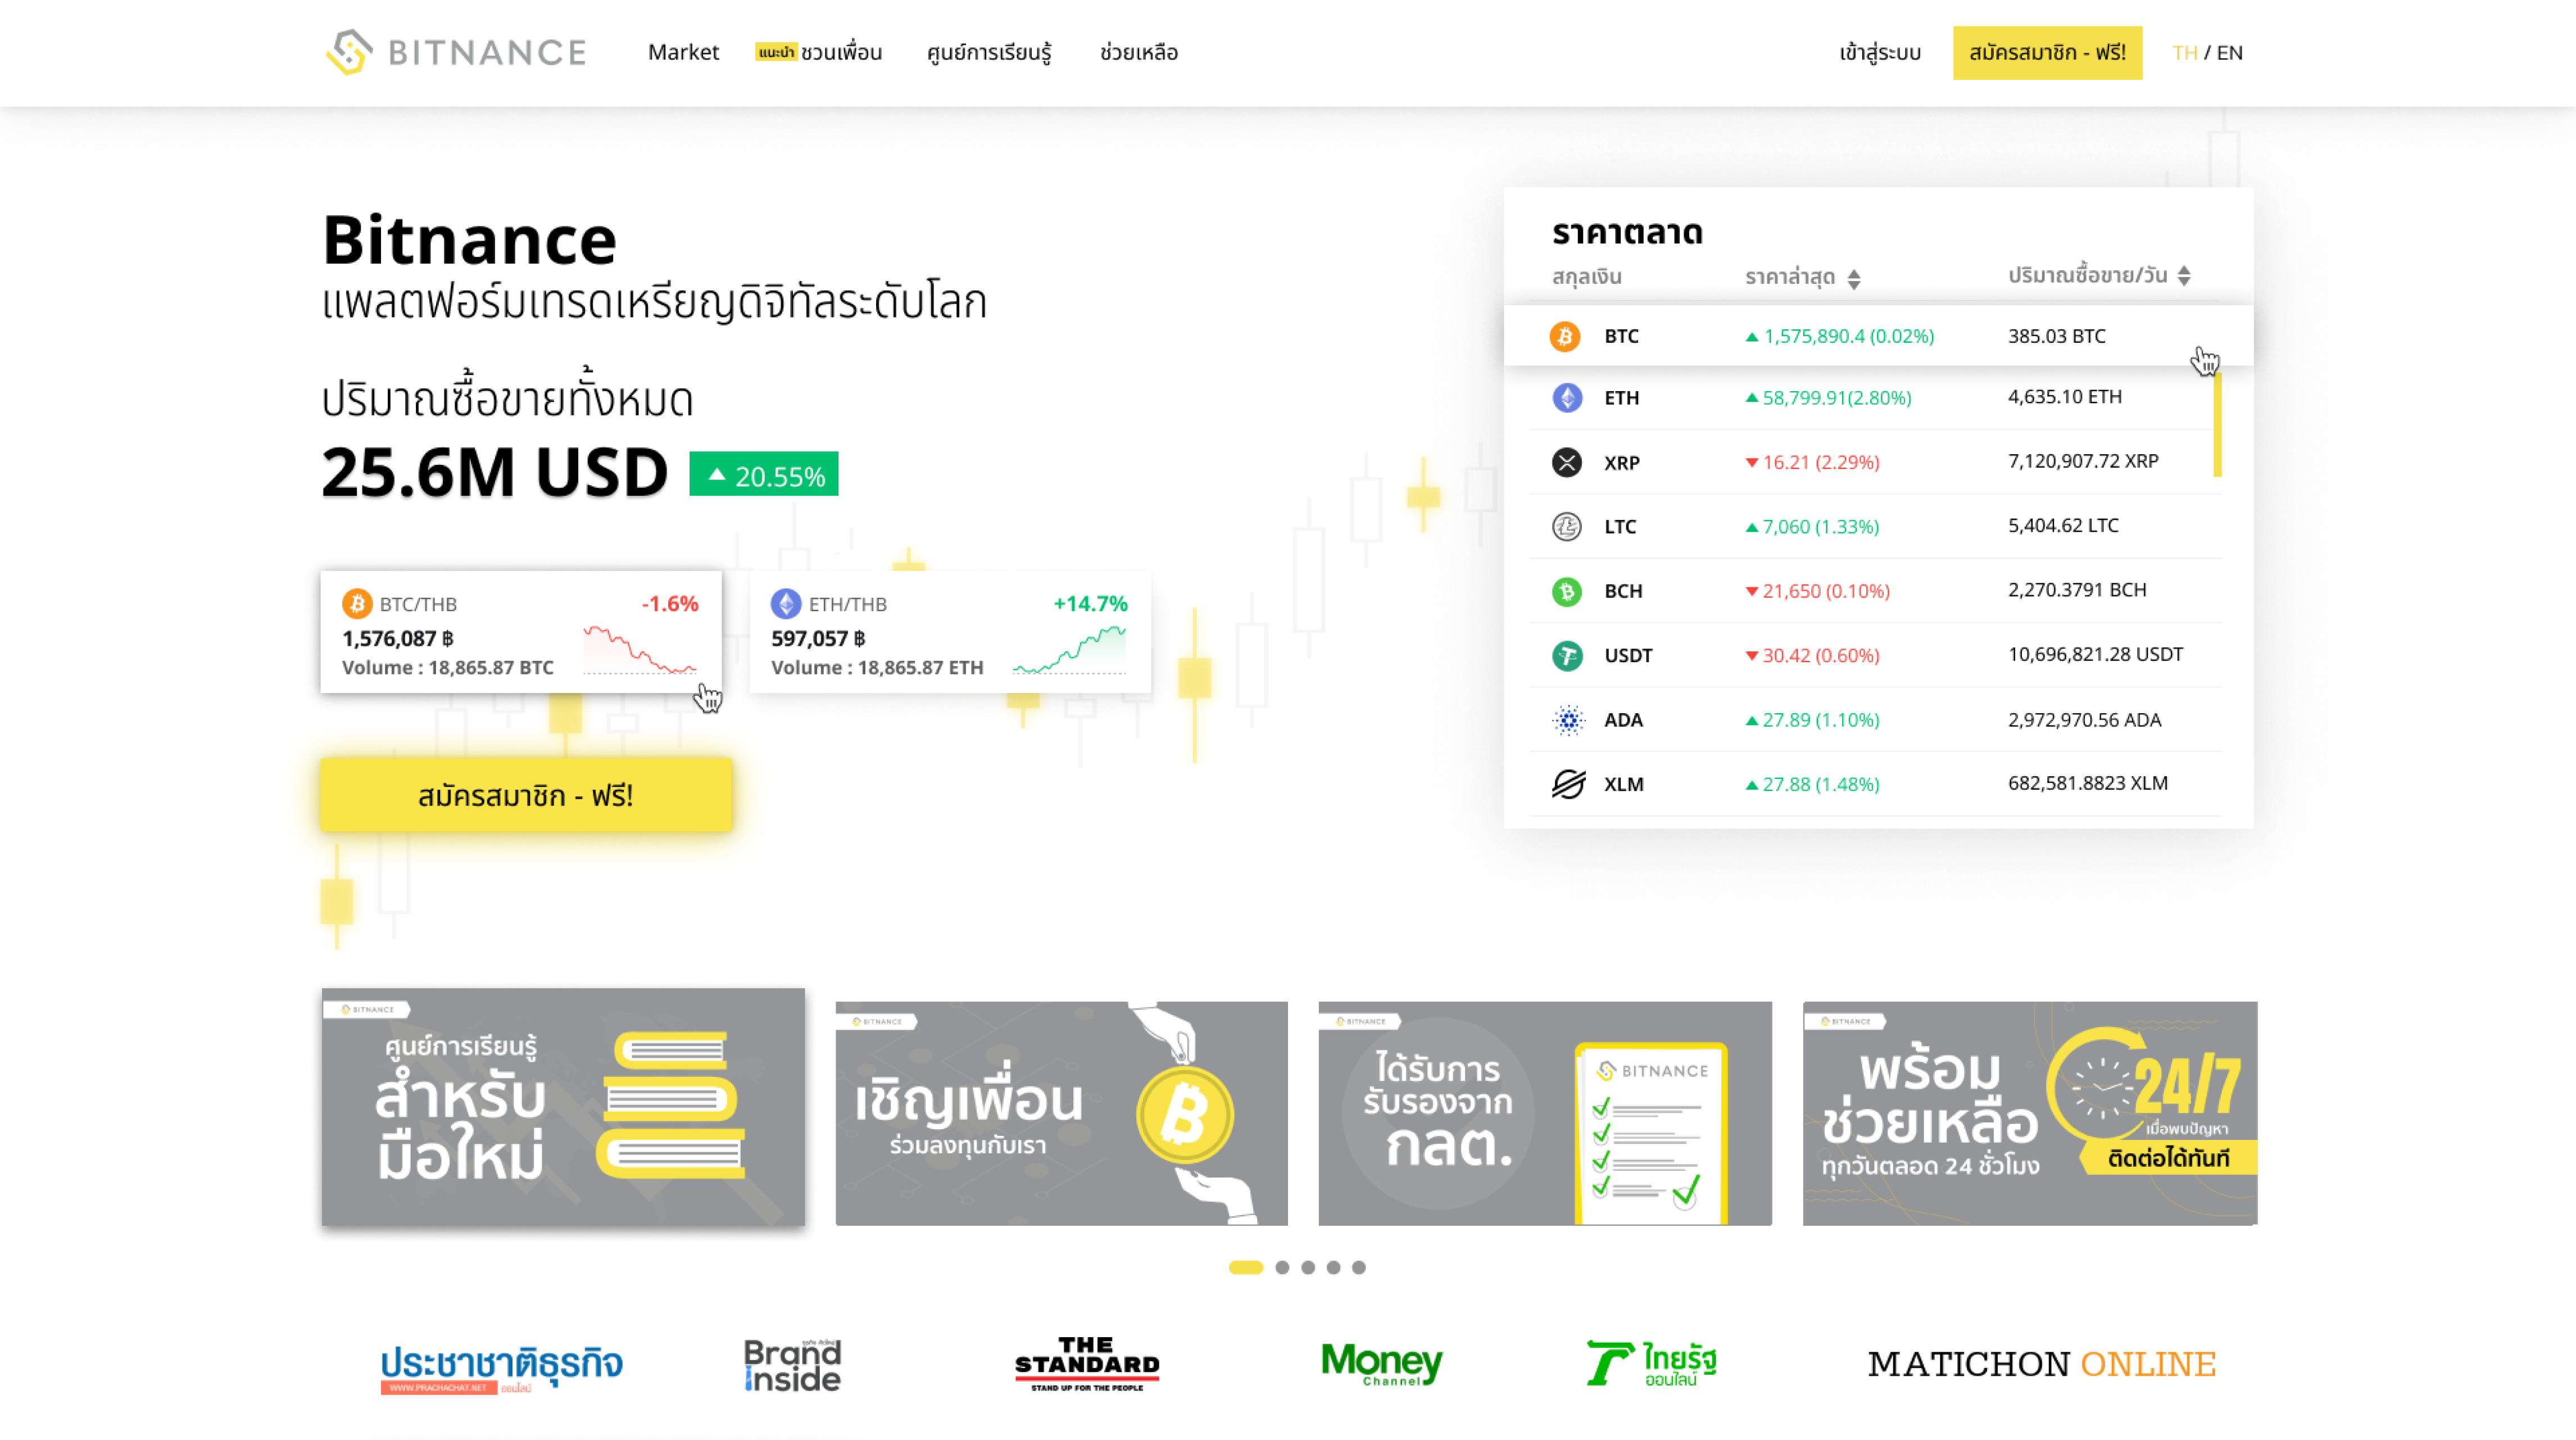 BITNANCE
Market
แนะนำ ชวนเพื่อน
ศูนย์การเรียนรู้
ช่วยเหลือ
เข้าสู่ระบบ
สมัครสมาชิก - ฟรี!
TH / EN
Bitnance
แพลตฟอร์มเทรดเหรียญดิจิทัลระดับโลก
ปริมาณซื้อขายทั้งหมด
25.6M USD
20.55%
BTC/THB -1.6%
1,576,087 ฿
Volume : 18,865.87 BTC
ETH/THB +14.7%
597,057 ฿
Volume : 18,865.87 ETH
สมัครสมาชิก - ฟรี!
ราคาตลาด
สกุลเงิน ราคาล่าสุด ปริมาณซื้อขาย/วัน
BTC 1,575,890.4 (0.02%) 385.03 BTC
ETH 58,799.91(2.80%) 4,635.10 ETH
XRP 16.21 (2.29%) 7,120,907.72 XRP
LTC 7,060 (1.33%) 5,404.62 LTC
BCH 21,650 (0.10%) 2,270.3791 BCH
USDT 30.42 (0.60%) 10,696,821.28 USDT
ADA 27.89 (1.10%) 2,972,970.56 ADA
XLM 27.88 (1.48%) 682,581.8823 XLM
BITNANCE
ศูนย์การเรียนรู้
สำหรับ
มือใหม่
BITNANCE
เชิญเพื่อน
ร่วมลงทุนกับเรา
BITNANCE
ได้รับการ
รับรองจาก
กลต.
BITNANCE
BITNANCE
พร้อม
ช่วยเหลือ
ทุกวันตลอด 24 ชั่วโมง
24/7
เมื่อพบปัญหา
ติดต่อได้ทันที
ประชาชาติธุรกิจ
WWW.PRACHACHAT.NET ออนไลน์
Brand
Inside
THE
STANDARD
STAND UP FOR THE PEOPLE
Money
Channel
ไทยรัฐ
ออนไลน์
MATICHON ONLINE